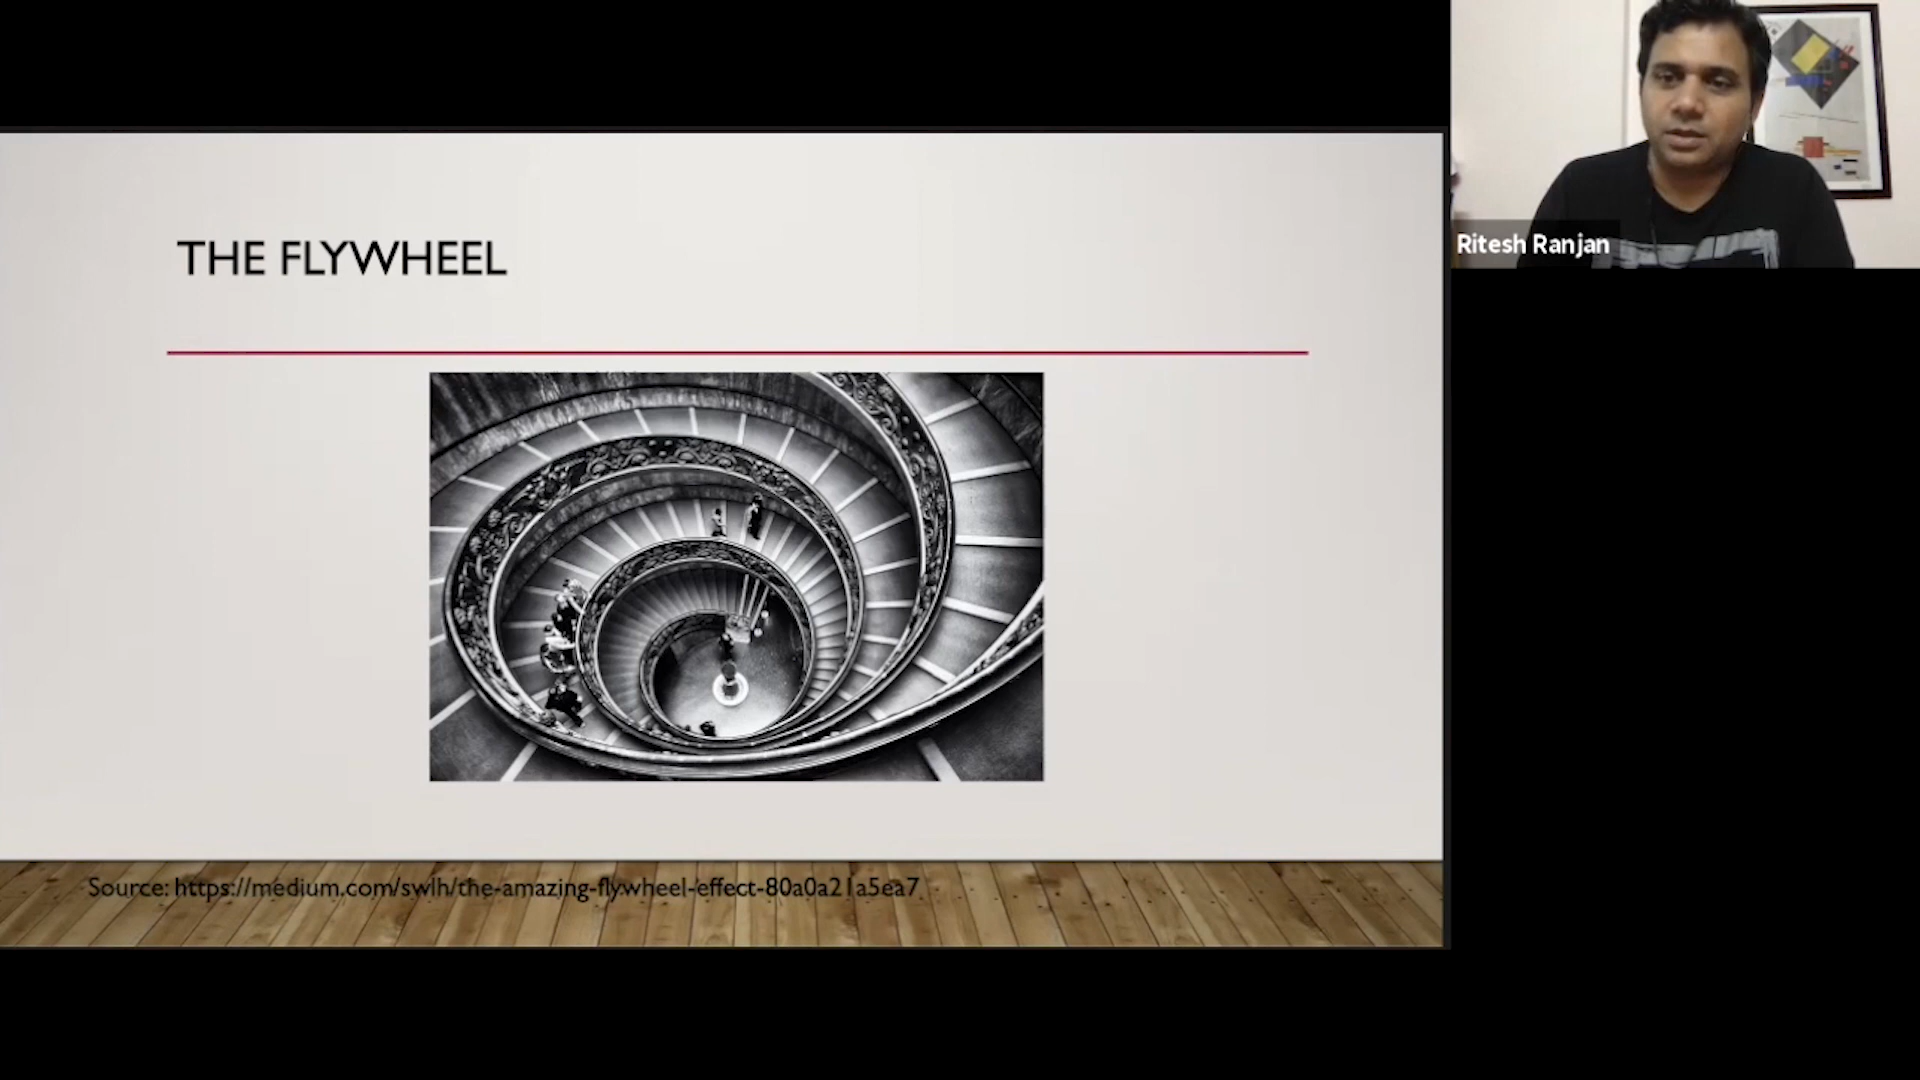 THE FLYWHEEL
Ritesh Ranjan
Source: https://medium.com/swlh/the-amazing-flywheel-effect-80a0a21a5ea7